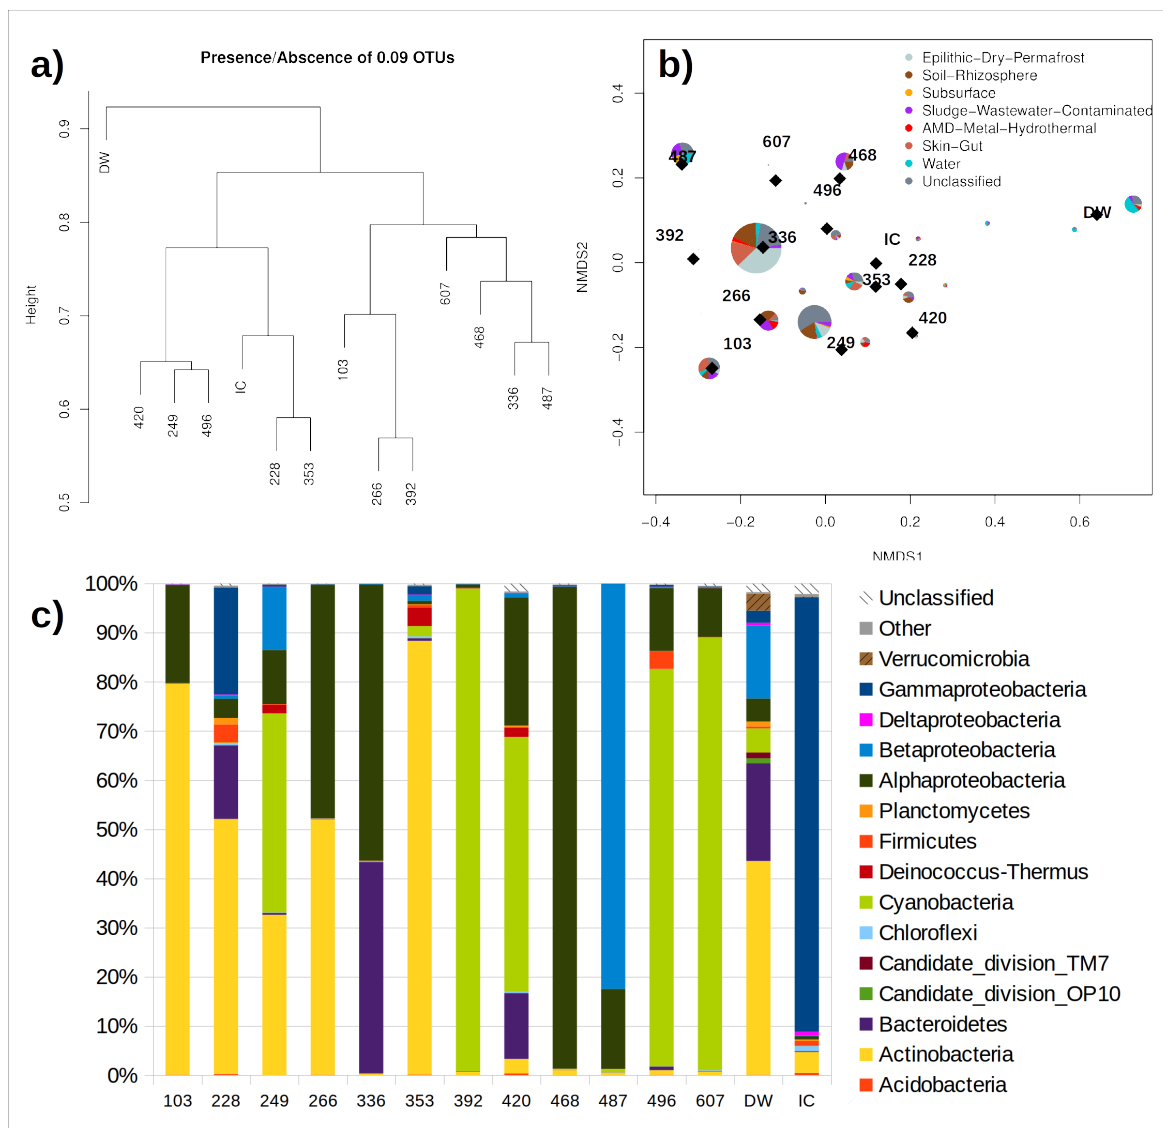 a)
Presence/Abscence of 0.09 OTUs
Height
0.9
0.8
0.7
0.6
0.5
DW
420
249
496
IC
228
353
103
266
392
607
468
336
487
b)
Epilithic−Dry−Permafrost
Soil−Rhizosphere
Subsurface
Sludge−Wastewater−Contaminated
AMD−Metal−Hydrothermal
Skin−Gut
Water
Unclassified
NMDS2
0.4
0.2
0.0
−0.2
−0.4
487
607
468
496
DW
392
336
IC
228
353
266
420
103
249
−0.4
−0.2
0.0
0.2
0.4
0.6
NMDS1
c)
100%
90%
80%
70%
60%
50%
40%
30%
20%
10%
0%
103 228 249 266 336 353 392 420 468 487 496 607 DW IC
Unclassified
Other
Verrucomicrobia
Gammaproteobacteria
Deltaproteobacteria
Betaproteobacteria
Alphaproteobacteria
Planctomycetes
Firmicutes
Deinococcus-Thermus
Cyanobacteria
Chloroflexi
Candidate_division_TM7
Candidate_division_OP10
Bacteroidetes
Actinobacteria
Acidobacteria